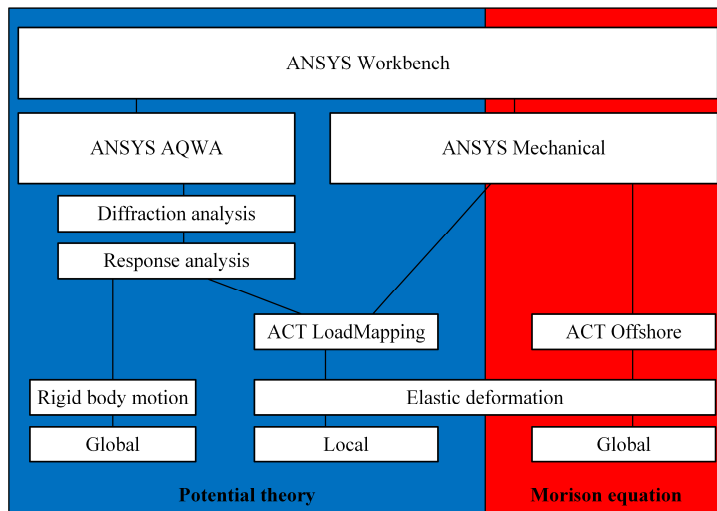 ANSYS Workbench
ANSYS AQWA
ANSYS Mechanical
Diffraction analysis
Response analysis
ACT LoadMapping
ACT Offshore
Rigid body motion
Elastic deformation
Global
Local
Global
Potential theory
Morison equation